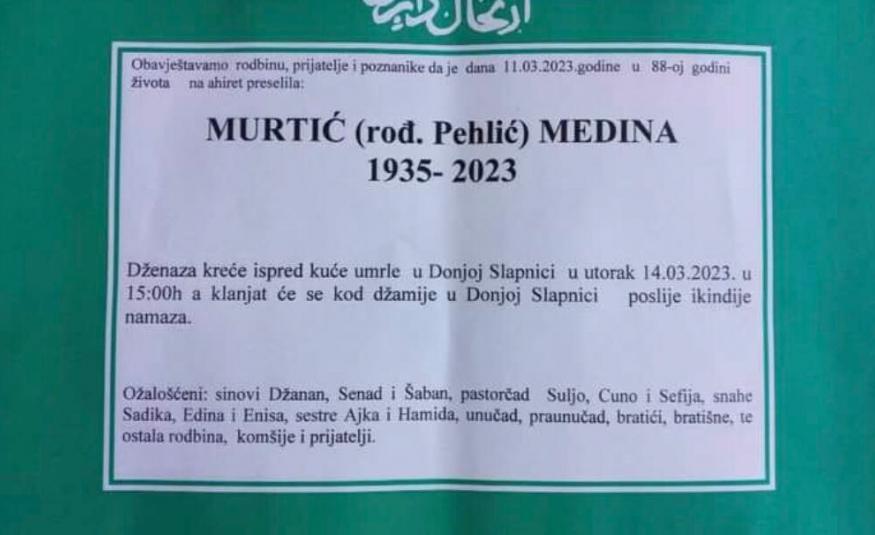 Obavještavamo rodbinu, prijatelje i poznanike da je dana 11.03.2023.godine u 88-oj godini
života na ahiret preselila:
MURTIĆ (rođ. Pehlić) MEDINA
1935- 2023
Dženaza kreće ispred kuće umrle u Donjoj Slapnici u utorak 14.03.2023. u
15:00h a klanjat će se kod džamije u Donjoj Slapnici poslije ikindije
namaza.
Ožalošćeni: sinovi Džanan, Senad i Šaban, pastorčad Suljo, Cuno i Sefija, snahe
Sadika, Edina i Enisa, sestre Ajka i Hamida, unučad, praunučad, bratići, bratišne, te
ostala rodbina, komšije i prijatelji.